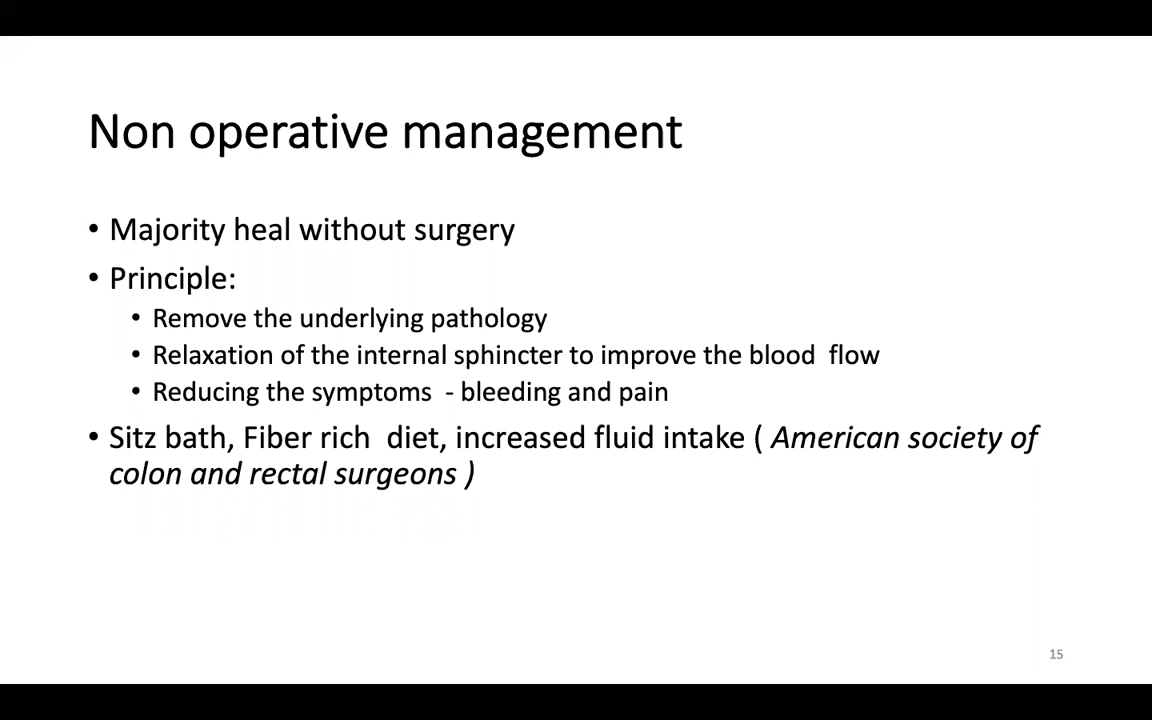 Non operative management
• Majority heal without surgery
• Principle:
• Remove the underlying pathology
• Relaxation of the internal sphincter to improve the blood  flow
• Reducing the symptoms  - bleeding and pain
• Sitz bath, Fiber rich  diet, increased fluid intake ( American society of
colon and rectal surgeons )
15